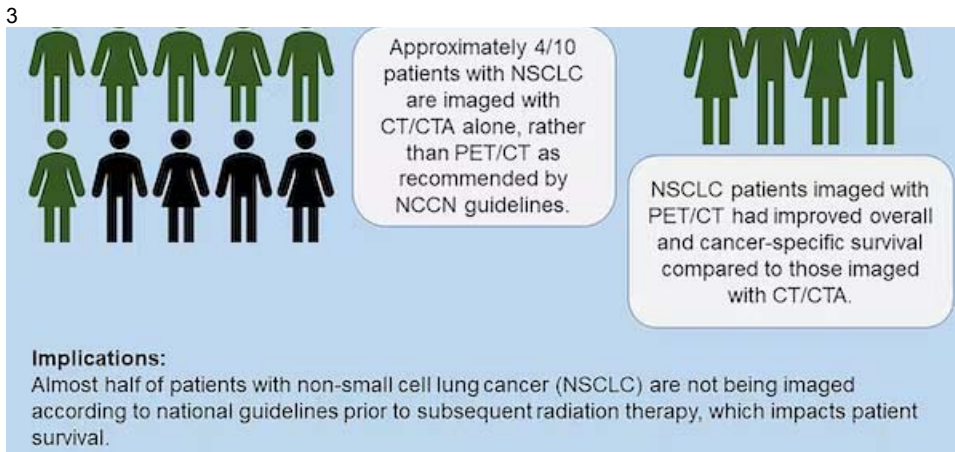 3
Approximately 4/10
patients with NSCLC
are imaged with
CT/CTA alone, rather
than PET/CT as
recommended by
NCCN guidelines.
NSCLC patients imaged with
PET/CT had improved overall
and cancer-specific survival
compared to those imaged
with CT/CTA.
Implications:
Almost half of patients with non-small cell lung cancer (NSCLC) are not being imaged
according to national guidelines prior to subsequent radiation therapy, which impacts patient
survival.